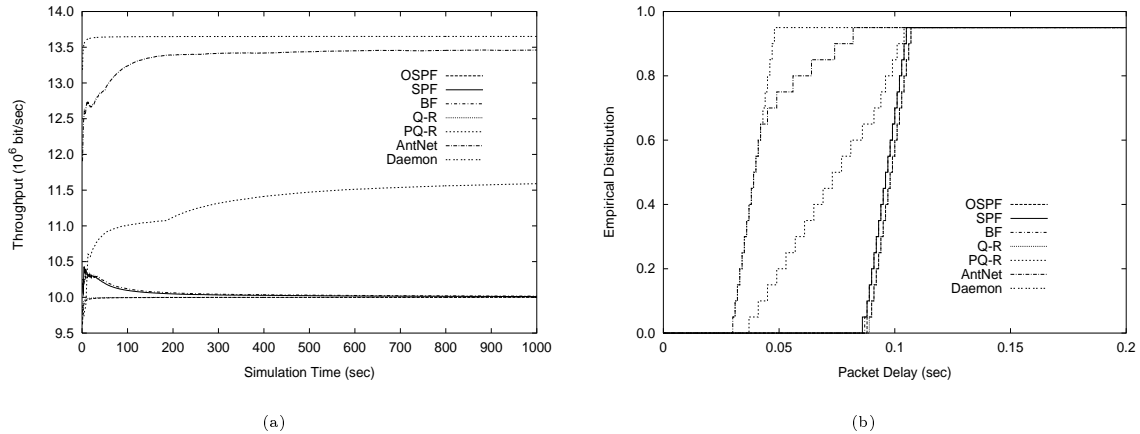 14.0
13.5
13.0
12.5
12.0
11.5
11.0
10.5
10.0
9.5
0 100 200 300 400 500 600 700 800 900 1000
Throughput (10^6 bit/sec)
Simulation Time (sec)
OSPF
SPF
BF
Q-R
PQ-R
AntNet
Daemon
(a)
1.0
0.8
0.6
0.4
0.2
0.0
0 0.05 0.1 0.15 0.2
Empirical Distribution
Packet Delay (sec)
OSPF
SPF
BF
Q-R
PQ-R
AntNet
Daemon
(b)